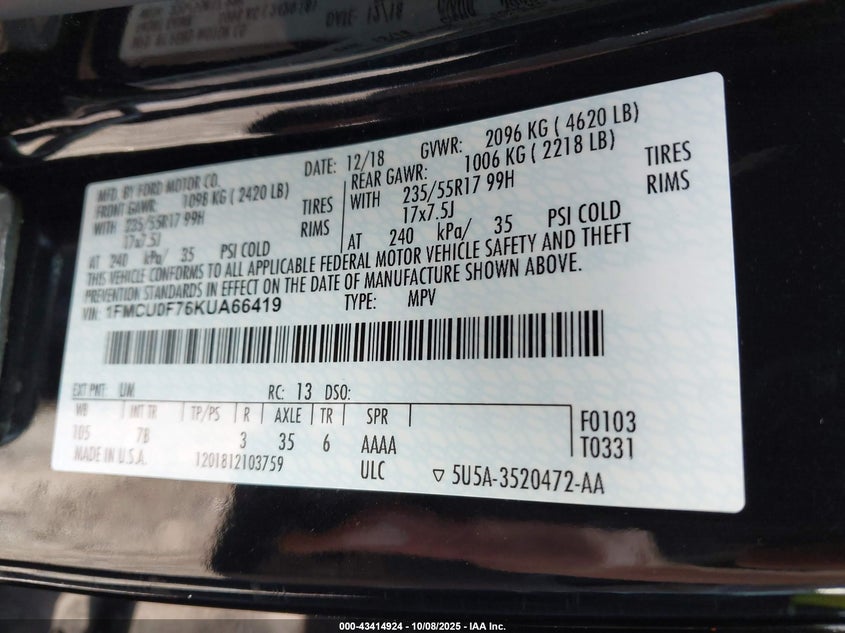 MFD. BY FORD MOTOR CO.
DATE: 12/18 GVWR: 2096 KG ( 4620 LB)
FRONT GAWR: 1098 KG ( 2420 LB)
REAR GAWR: 1006 KG ( 2218 LB)
WITH 235/55R17 99H TIRES
WITH 235/55R17 99H TIRES
17x7.5J RIMS
17x7.5J RIMS
AT 240 kPa/ 35 PSI COLD
AT 240 kPa/ 35 PSI COLD
THIS VEHICLE CONFORMS TO ALL APPLICABLE FEDERAL MOTOR VEHICLE SAFETY AND THEFT
PREVENTION STANDARDS IN EFFECT ON THE DATE OF MANUFACTURE SHOWN ABOVE.
VIN: 1FMCU0F76KUA66419 TYPE: MPV
EXT PNT: UM RC: 13 DSO:
WB INT TR TP/PS R AXLE TR SPR
105 7B 3 35 6 AAAA
F0103
T0331
MADE IN U.S.A. 1201812103759 ULC
▽ 5U5A-3520472-AA
000-43414924 - 10/08/2025 - IAA Inc.